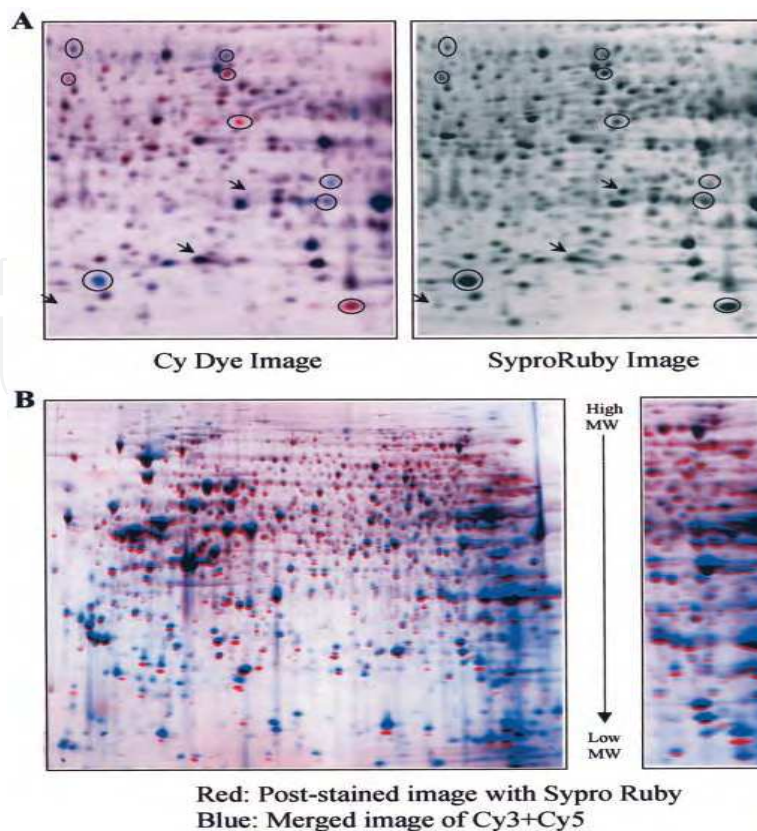 A
Cy Dye Image
SyproRuby Image
B
High
MW
Low
MW
Red: Post-stained image with Sypro Ruby
Blue: Merged image of Cy3+Cy5